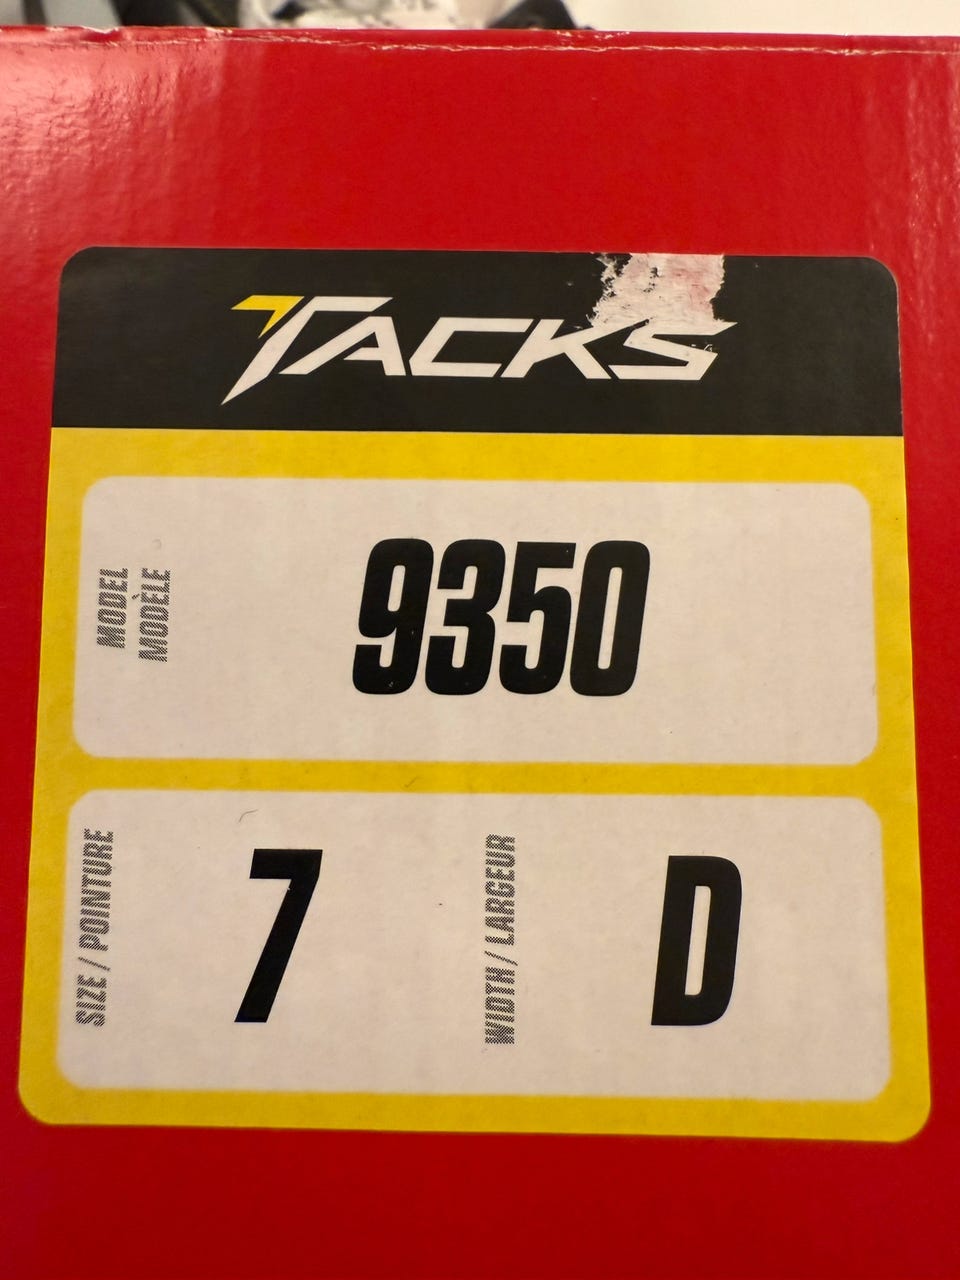 TACKS
MODEL
MODÈLE
9350
SIZE / POINTURE
7
WIDTH / LARGEUR
D